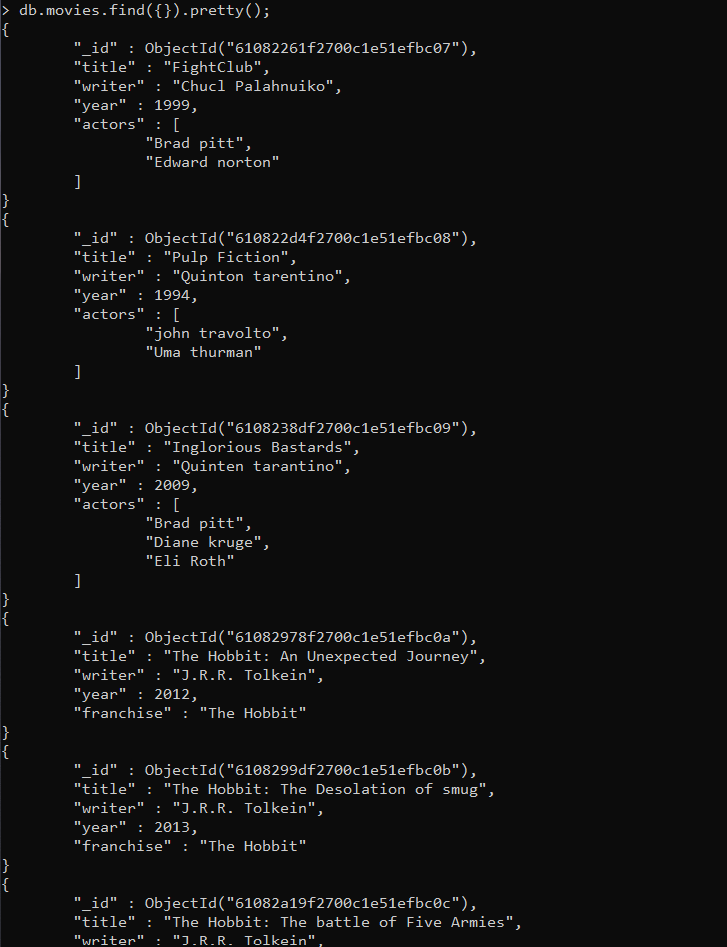 > db.movies.find({}).pretty();
{
"_id" : ObjectId("61082261f2700c1e51efbc07"),
"title" : "FightClub",
"writer" : "Chucl Palahnuiko",
"year" : 1999,
"actors" : [
"Brad pitt",
"Edward norton"
]
}
{
"_id" : ObjectId("610822d4f2700c1e51efbc08"),
"title" : "Pulp Fiction",
"writer" : "Quinton tarentino",
"year" : 1994,
"actors" : [
"john travolto",
"Uma thurman"
]
}
{
"_id" : ObjectId("6108238df2700c1e51efbc09"),
"title" : "Inglorious Bastards",
"writer" : "Quinten tarantino",
"year" : 2009,
"actors" : [
"Brad pitt",
"Diane kruge",
"Eli Roth"
]
}
{
"_id" : ObjectId("61082978f2700c1e51efbc0a"),
"title" : "The Hobbit: An Unexpected Journey",
"writer" : "J.R.R. Tolkein",
"year" : 2012,
"franchise" : "The Hobbit"
}
{
"_id" : ObjectId("6108299df2700c1e51efbc0b"),
"title" : "The Hobbit: The Desolation of smug",
"writer" : "J.R.R. Tolkein",
"year" : 2013,
"franchise" : "The Hobbit"
}
{
"_id" : ObjectId("61082a19f2700c1e51efbc0c"),
"title" : "The Hobbit: The battle of Five Armies",
"writer" : "J.R.R. Tolkein",